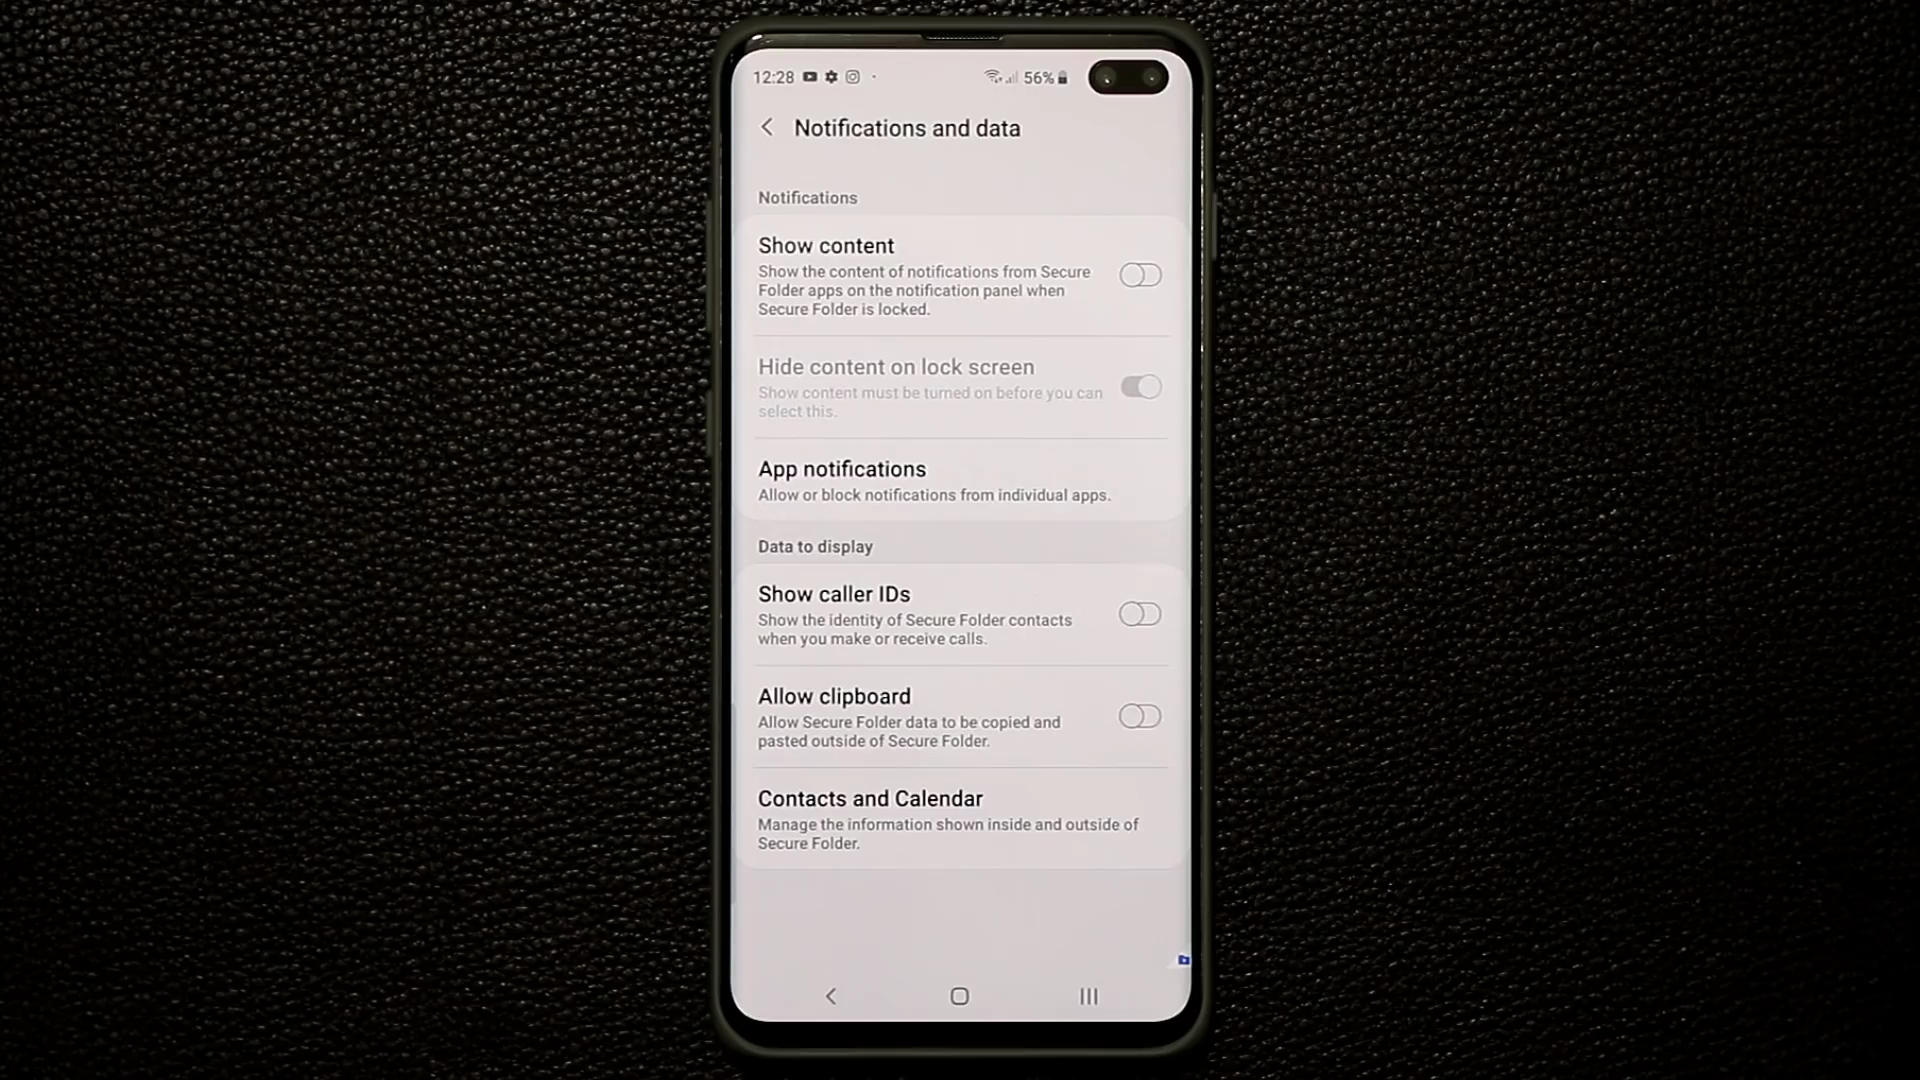 12:28 56%
Notifications and data
Notifications
Show content
Show the content of notifications from Secure
Folder apps on the notification panel when
Secure Folder is locked.
Hide content on lock screen
Show content must be turned on before you can
select this.
App notifications
Allow or block notifications from individual apps.
Data to display
Show caller IDs
Show the identity of Secure Folder contacts
when you make or receive calls.
Allow clipboard
Allow Secure Folder data to be copied and
pasted outside of Secure Folder.
Contacts and Calendar
Manage the information shown inside and outside of
Secure Folder.